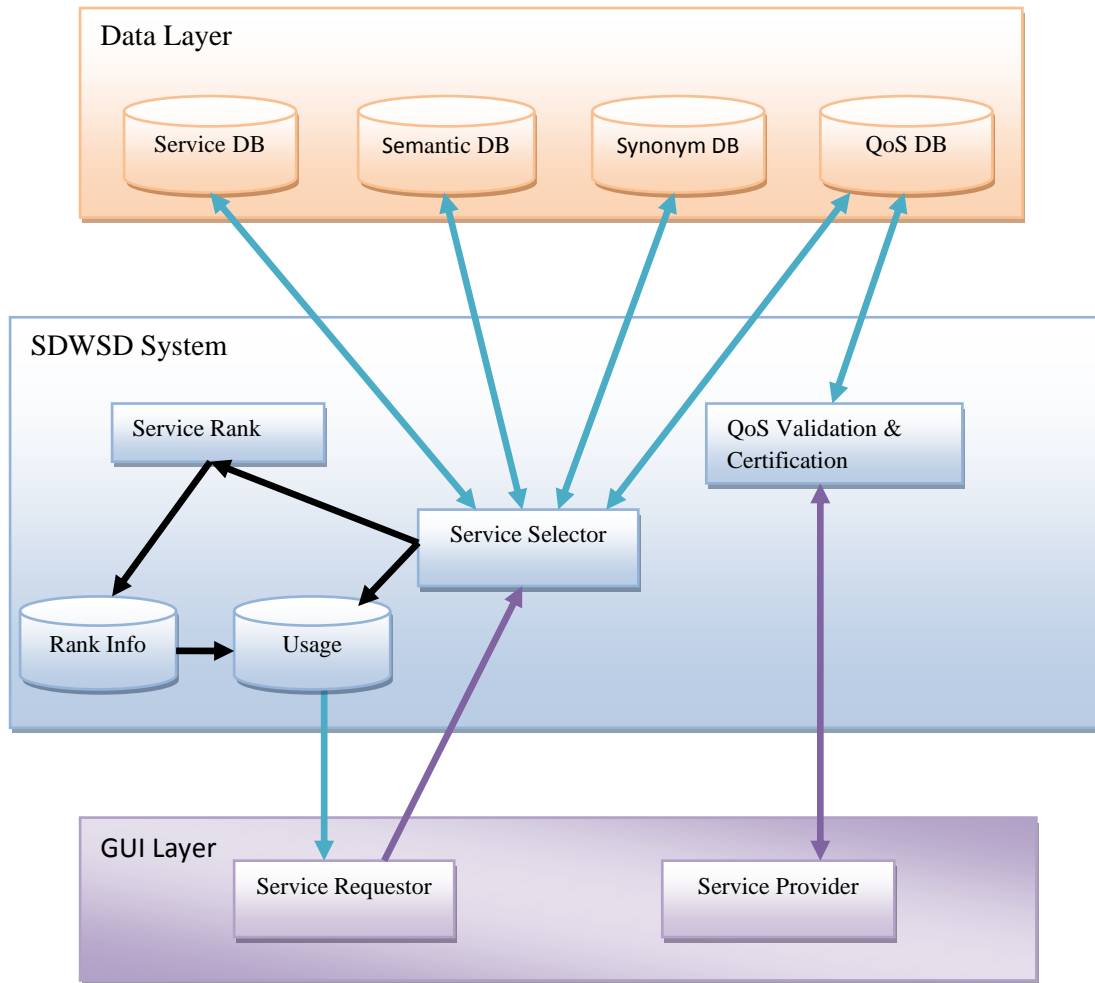 Data Layer
Service DB
Semantic DB
Synonym DB
QoS DB
SDWSD System
Service Rank
QoS Validation &
Certification
Service Selector
Rank Info
Usage
GUI Layer
Service Requestor
Service Provider